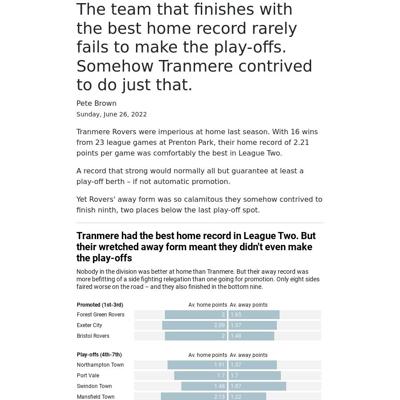 The team that finishes with
the best home record rarely
fails to make the play-offs.
Somehow Tranmere contrived
to do just that.
Pete Brown
Sunday, June 26, 2022
Tranmere Rovers were imperious at home last season. With 16 wins
from 23 league games at Prenton Park, their home record of 2.21
points per game was comfortably the best in League Two.
A record that strong would normally all but guarantee at least a
play-off berth – if not automatic promotion.
Yet Rovers' away form was so calamitous they somehow contrived to
finish ninth, two places below the last play-off spot.
Tranmere had the best home record in League Two. But
their wretched away form meant they didn't even make
the play-offs
Nobody in the division was better at home than Tranmere. But their away record was
more befitting of a side fighting relegation than one going for promotion. Only eight sides
faired worse on the road – and they also finished in the bottom nine.
Promoted (1st-3rd) Av. home points Av. away points
Forest Green Rovers 2 1.65
Exeter City 2.09 1.57
Bristol Rovers 2 1.48
Play-offs (4th-7th) Av. home points Av. away points
Northampton Town 1.91 1.57
Port Vale 1.7 1.7
Swindon Town 1.48 1.87
Mansfield Town 2.13 1.22